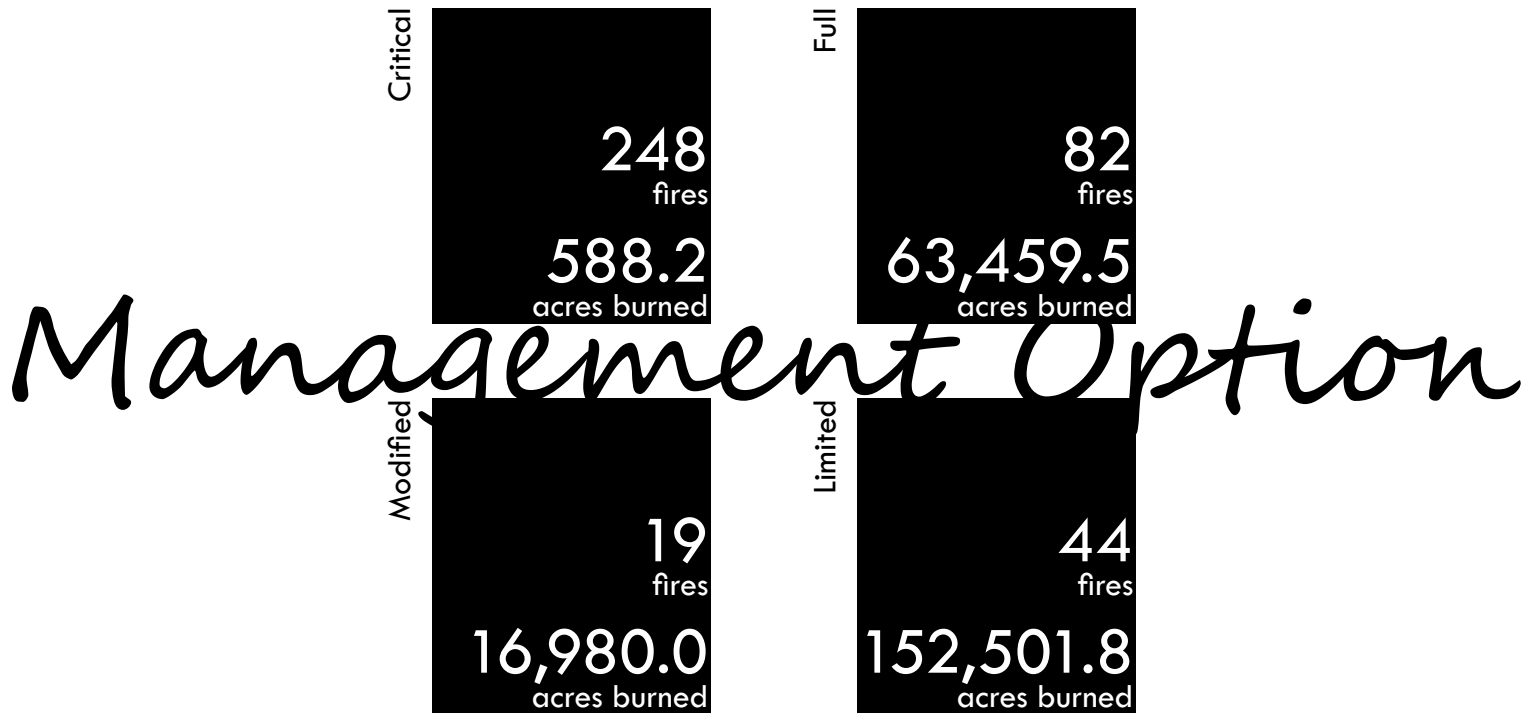 Critical
248
fires
588.2
acres burned
Full
82
fires
63,459.5
acres burned
Management Option
Modified
19
fires
16,980.0
acres burned
Limited
44
fires
152,501.8
acres burned